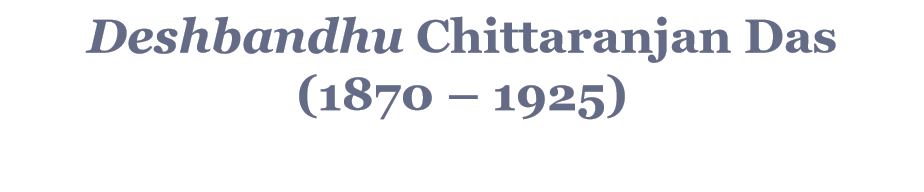 Deshbandhu Chittaranjan Das
(1870 – 1925)